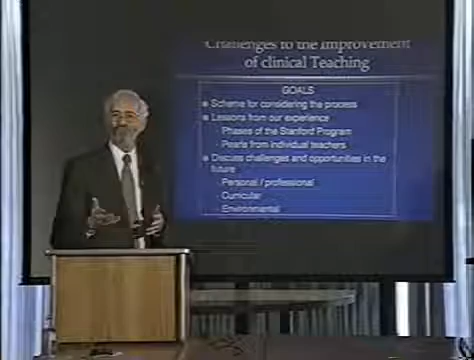 Challenges to the Improvement
of clinical Teaching
GOALS
Scheme for considering the process
Lessons from our experience
Phases of the Stanford Program
Pearls from individual teachers
Discuss challenges and opportunities in the
future
Personal / professional
Curricular
Environmental